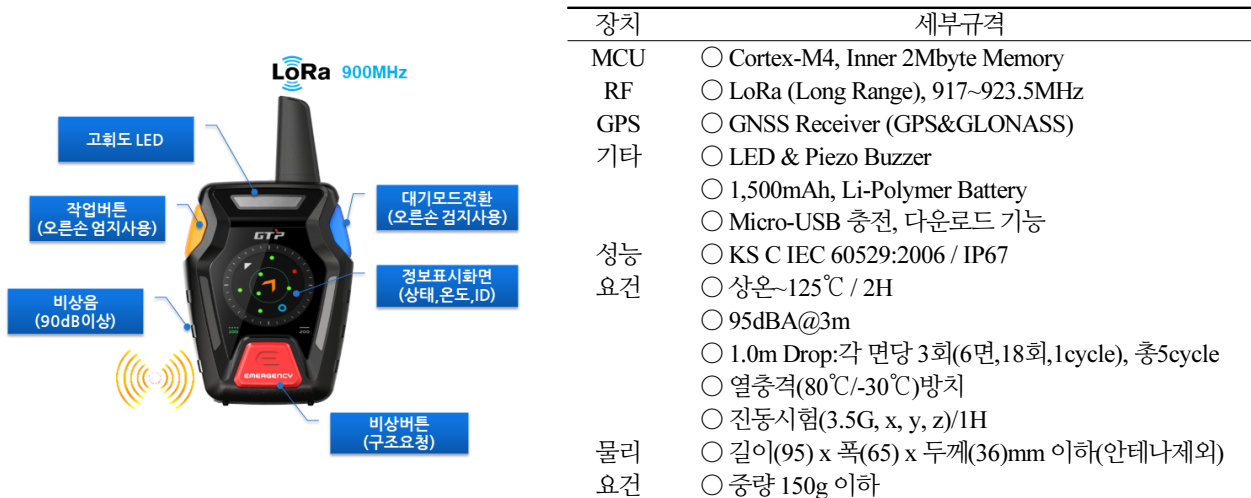 LoRa 900MHz
고휘도 LED
작업버튼
(오른손 엄지사용)
대기모드전환
(오른손 검지사용)
GTP
정보표시화면
(상태,온도,ID)
비상음
(90dB이상)
EMERGENCY
비상버튼
(구조요청)
장치 세부규격
MCU ○ Cortex-M4, Inner 2Mbyte Memory
RF ○ LoRa (Long Range), 917~923.5MHz
GPS ○ GNSS Receiver (GPS&GLONASS)
기타 ○ LED & Piezo Buzzer
○ 1,500mAh, Li-Polymer Battery
○ Micro-USB 충전, 다운로드 기능
성능 ○ KS C IEC 60529:2006 / IP67
요건 ○ 상온~125℃ / 2H
○ 95dBA@3m
○ 1.0m Drop:각 면당 3회(6면,18회,1cycle), 총5cycle
○ 열충격(80℃/-30℃)방치
○ 진동시험(3.5G, x, y, z)/1H
물리 ○ 길이(95) x 폭(65) x 두께(36)mm 이하(안테나제외)
요건 ○ 중량 150g 이하